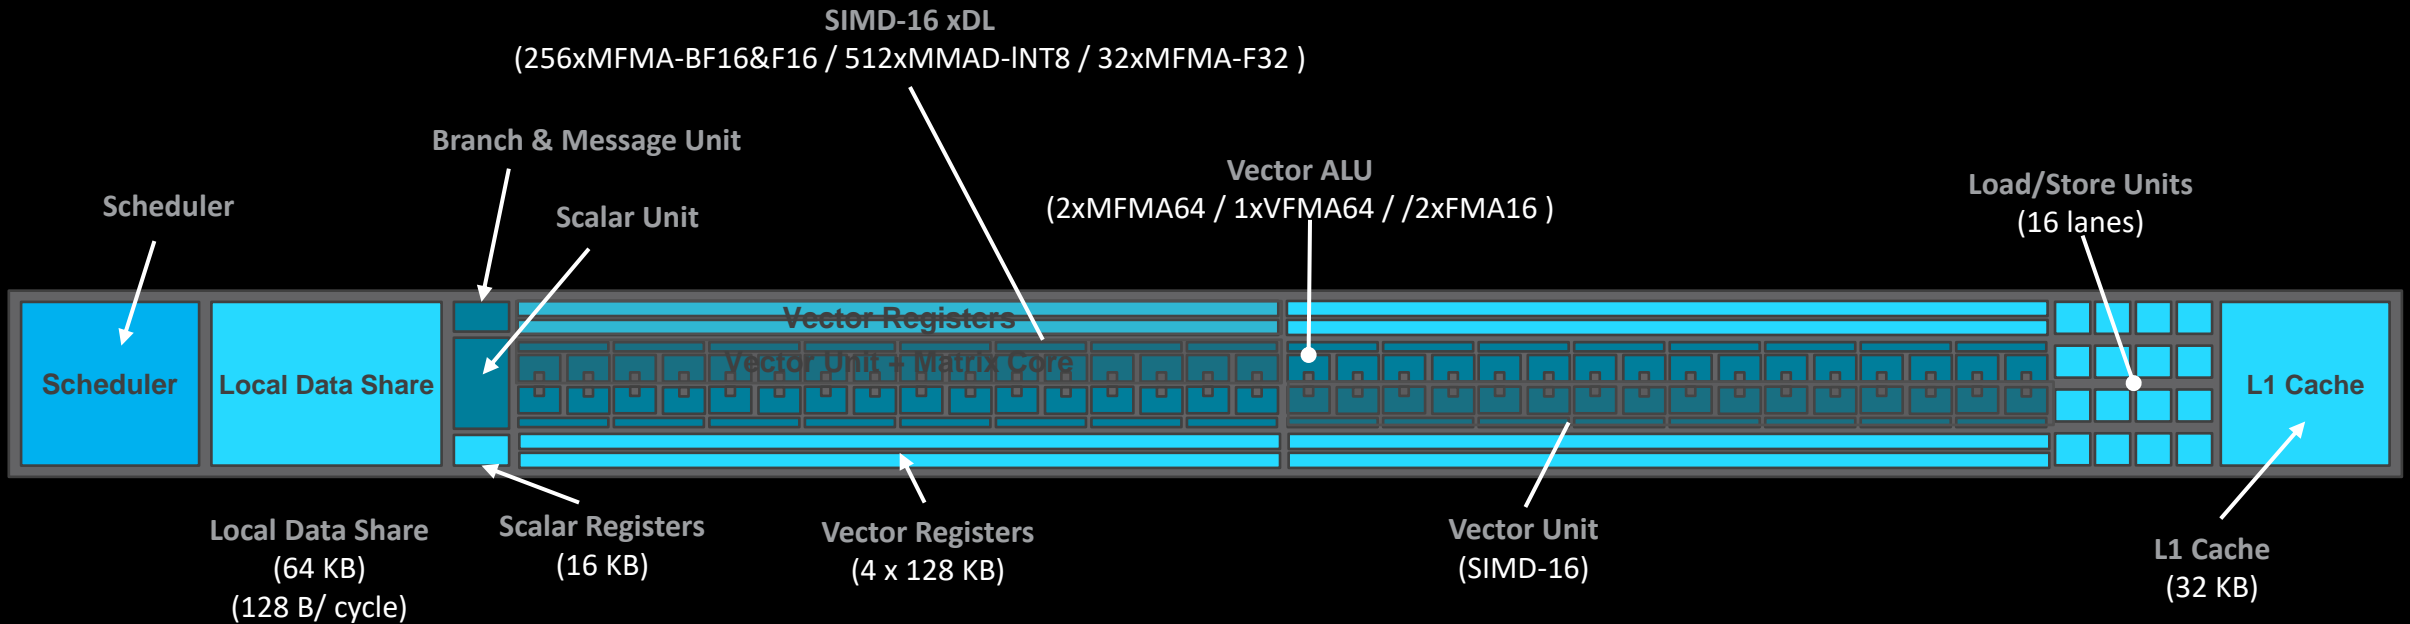 SIMD-16 xDL
(256xMFMA-BF16&F16 / 512xMMAD-lNT8 / 32xMFMA-F32 )
Branch & Message Unit
Vector ALU
(2xMFMA64 / 1xVFMA64 / /2xFMA16 )
Load/Store Units
(16 lanes)
Scheduler
Scalar Unit
Vector Registers
Vector Unit + Matrix Core
Scheduler
Local Data Share
L1 Cache
Local Data Share
(64 KB)
(128 B/ cycle)
Scalar Registers
(16 KB)
Vector Registers
(4 x 128 KB)
Vector Unit
(SIMD-16)
L1 Cache
(32 KB)